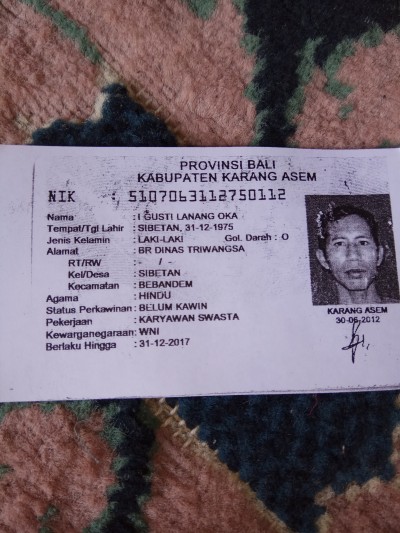 PROVINSI BALI
KABUPATEN KARANG ASEM
NIK : 5107063112750112
Nama : I GUSTI LANANG OKA
Tempat/Tgl Lahir : SIBETAN, 31-12-1975
Jenis Kelamin : LAKI-LAKI Gol. Darah : O
Alamat : BR DINAS TRIWANGSA
RT/RW : - / -
Kel/Desa : SIBETAN
Kecamatan : BEBANDEM
Agama : HINDU
Status Perkawinan : BELUM KAWIN
Pekerjaan : KARYAWAN SWASTA
Kewarganegaraan : WNI
Berlaku Hingga : 31-12-2017
KARANG ASEM
30-06-2012